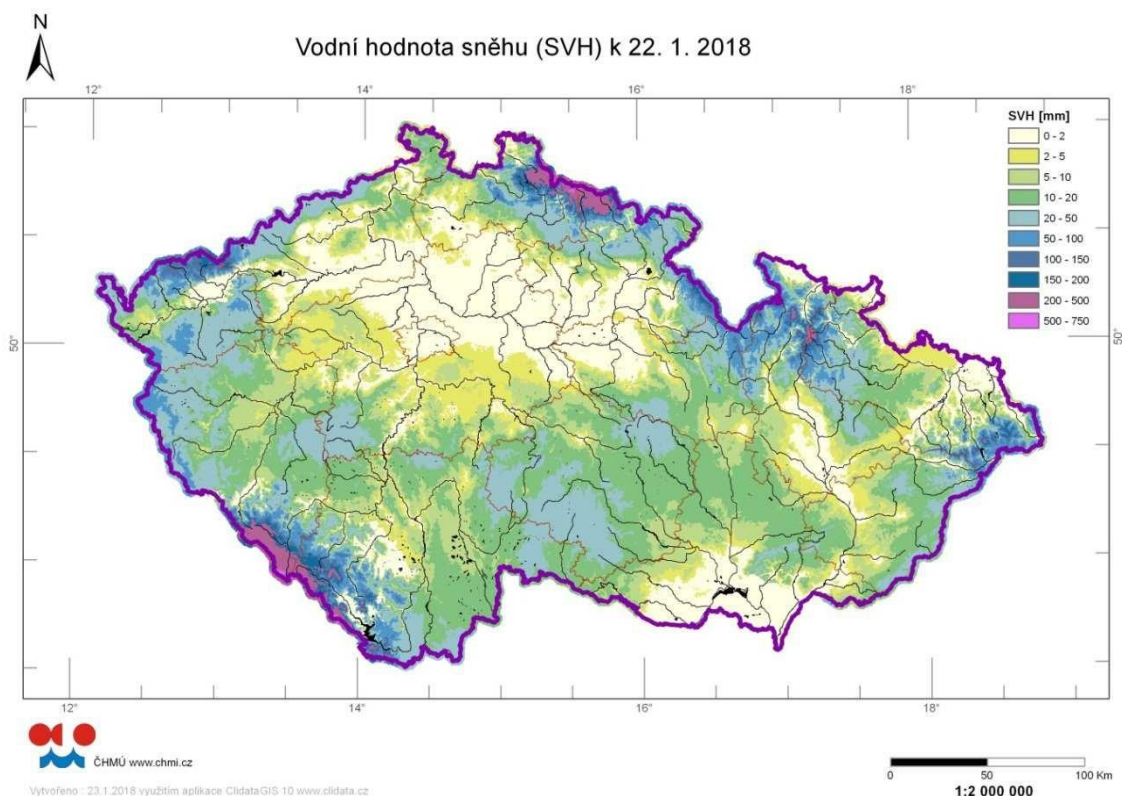 N
Vodní hodnota sněhu (SVH) k 22. 1. 2018
12° 14° 16° 18°
SVH [mm]
0 - 2
2 - 5
5 - 10
10 - 20
20 - 50
50 - 100
100 - 150
150 - 200
200 - 500
500 - 750
50° 50°
12° 14° 16° 18°
ČHMÚ www.chmi.cz
0 50 100 Km
1:2 000 000
Vytvořeno : 23.1.2018 využitím aplikace ClidataGIS 10 www.clidata.cz